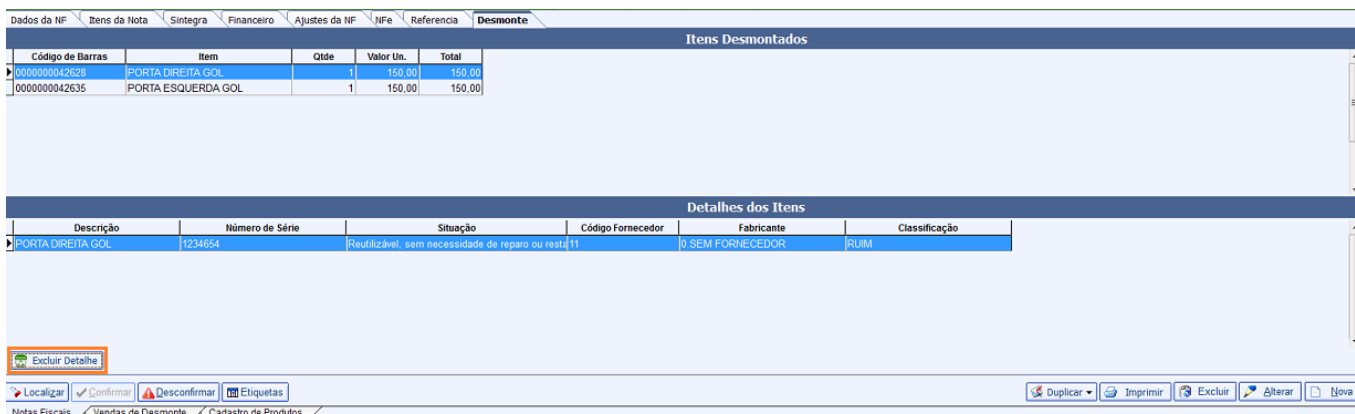 Dados da NF Itens da Nota Sintegra Financeiro Ajustes da NF NFe Referencia Desmonte
Itens Desmontados
Código de Barras Item Qtde Valor Un. Total
0000000042628 PORTA DIREITA GOL 1 150,00 150,00
0000000042635 PORTA ESQUERDA GOL 1 150,00 150,00
Detalhes dos Itens
Descrição Número de Série Situação Código Fornecedor Fabricante Classificação
PORTA DIREITA GOL 1234654 Reutilizável, sem necessidade de reparo ou resta 11 0.SEM FORNECEDOR RUIM
Excluir Detalhe
Localizar Confirmar Desconfirmar Etiquetas Duplicar Imprimir Excluir Alterar Nova
Notas Fiscais Vendas de Desmonte Cadastro de Produtos